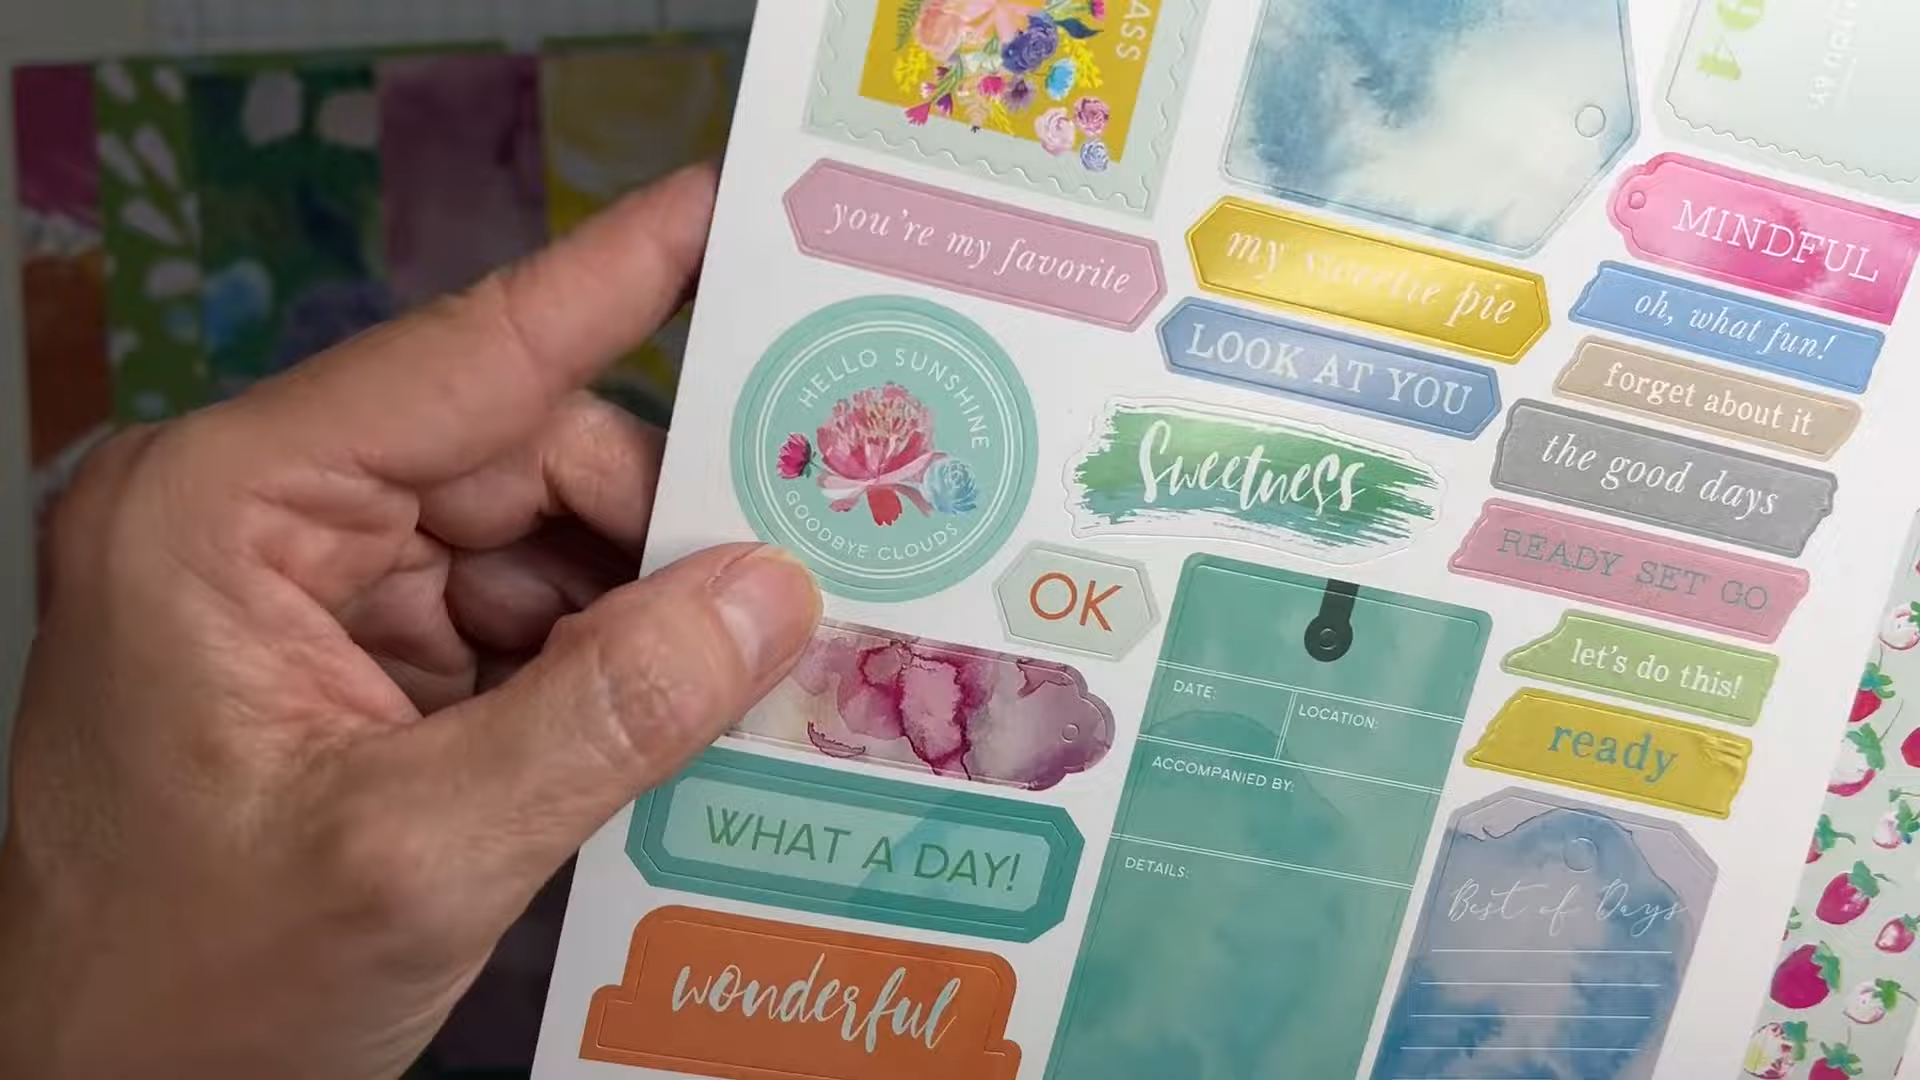 ASS
94
you're my favorite
my sweetie pie
MINDFUL
LOOK AT YOU
oh, what fun!
forget about it
HELLO SUNSHINE
GOODBYE CLOUDS
Sweetness
the good days
READY SET GO
OK
let's do this!
ready
DATE:
LOCATION:
ACCOMPANIED BY:
DETAILS:
WHAT A DAY!
Best of Days
wonderful